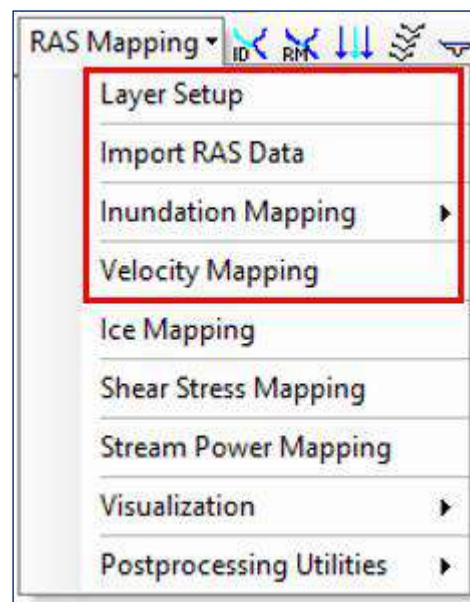 RAS Mapping
ID RM
Layer Setup
Import RAS Data
Inundation Mapping
Velocity Mapping
Ice Mapping
Shear Stress Mapping
Stream Power Mapping
Visualization
Postprocessing Utilities